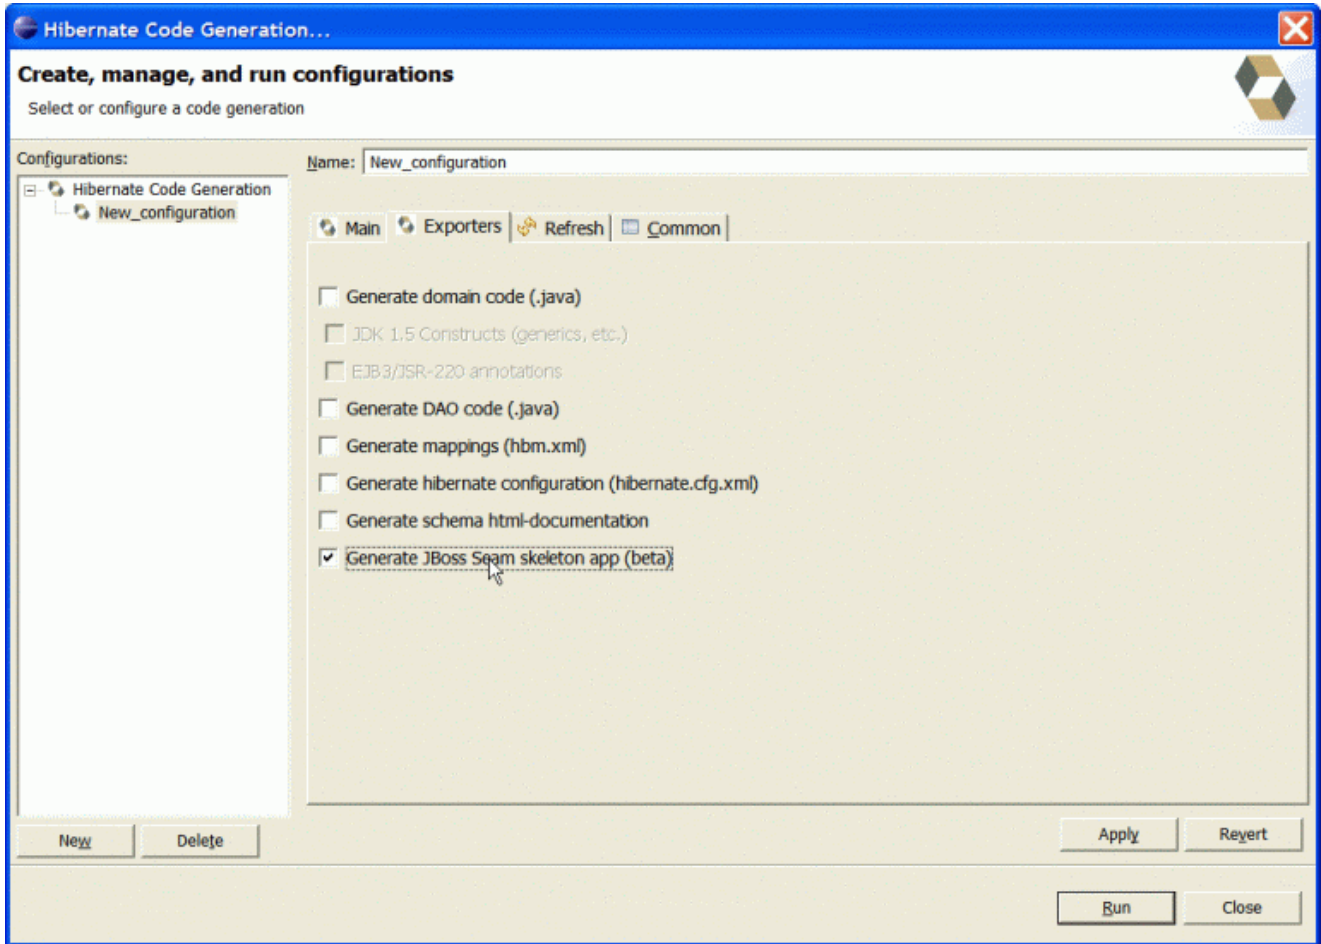 Hibernate Code Generation...
Create, manage, and run configurations
Select or configure a code generation
Configurations:
Hibernate Code Generation
New_configuration
Name: New_configuration
Main Exporters Refresh Common
Generate domain code (.java)
JDK 1.5 Constructs (generics, etc.)
EJB3/JSR-220 annotations
Generate DAO code (.java)
Generate mappings (hbm.xml)
Generate hibernate configuration (hibernate.cfg.xml)
Generate schema html-documentation
Generate JBoss Seam skeleton app (beta)
New Delete
Apply Revert
Run Close